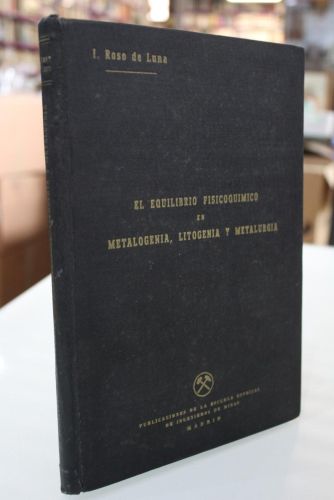 I. Roso de Luna
EL EQUILIBRIO FISICOQUIMICO
EN
METALOGENIA, LITOGENIA Y METALURGIA
PUBLICACIONES DE LA ESCUELA ESPECIAL
DE INGENIEROS DE MINAS
MADRID